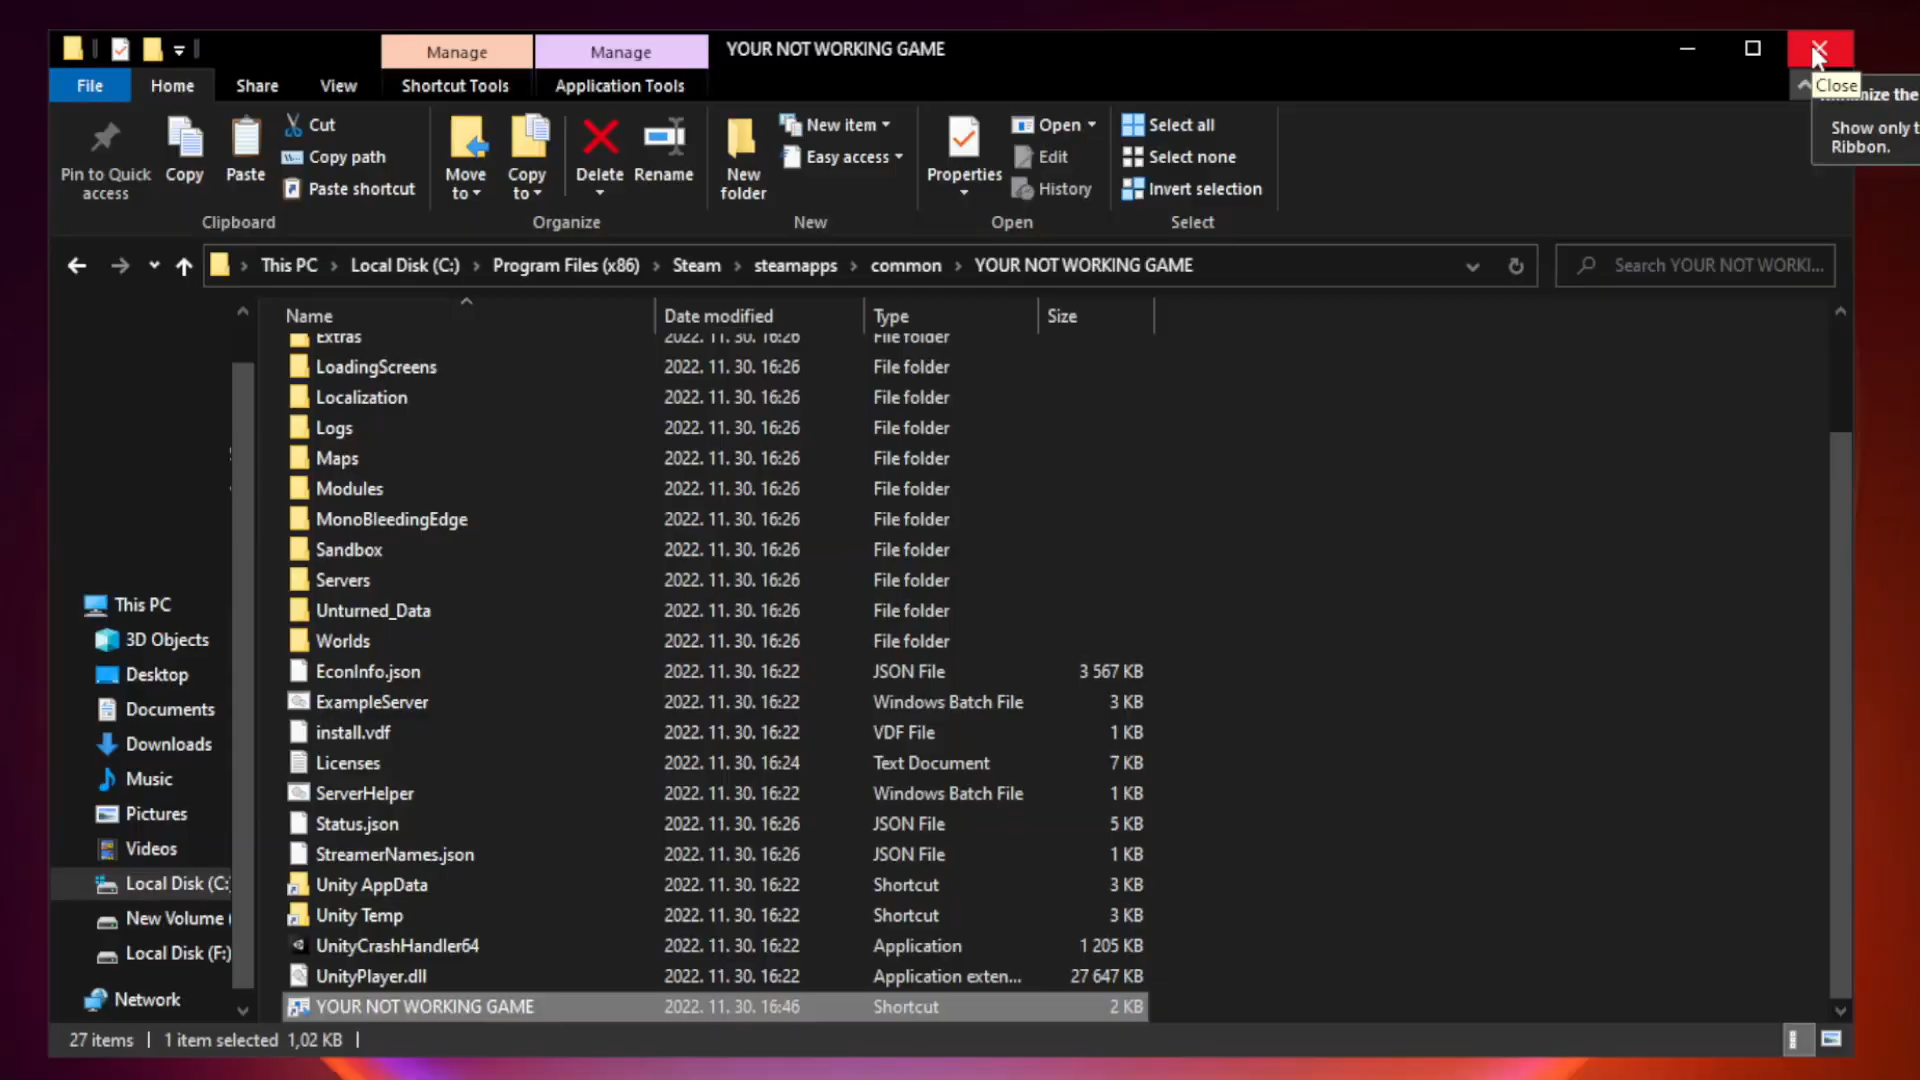 Manage
Manage
YOUR NOT WORKING GAME
File
Home
Share
View
Shortcut Tools
Application Tools
Close
Show only
Ribbon.
Pin to Quick access
Copy
Paste
Cut
Copy path
Paste shortcut
Move to
Copy to
Delete
Rename
New folder
New item
Easy access
Properties
Open
Edit
History
Select all
Select none
Invert selection
Clipboard
Organize
New
Open
Select
This PC > Local Disk (C:) > Program Files (x86) > Steam > steamapps > common > YOUR NOT WORKING GAME
Search YOUR NOT WORKI...
Name Date modified Type Size
Extras 2022. 11. 30. 16:26 File folder
LoadingScreens 2022. 11. 30. 16:26 File folder
Localization 2022. 11. 30. 16:26 File folder
Logs 2022. 11. 30. 16:26 File folder
Maps 2022. 11. 30. 16:26 File folder
Modules 2022. 11. 30. 16:26 File folder
MonoBleedingEdge 2022. 11. 30. 16:26 File folder
Sandbox 2022. 11. 30. 16:26 File folder
Servers 2022. 11. 30. 16:26 File folder
Unturned_Data 2022. 11. 30. 16:26 File folder
Worlds 2022. 11. 30. 16:26 File folder
EconInfo.json 2022. 11. 30. 16:22 JSON File 3 567 KB
ExampleServer 2022. 11. 30. 16:22 Windows Batch File 3 KB
install.vdf 2022. 11. 30. 16:22 VDF File 1 KB
Licenses 2022. 11. 30. 16:24 Text Document 7 KB
ServerHelper 2022. 11. 30. 16:22 Windows Batch File 1 KB
Status.json 2022. 11. 30. 16:26 JSON File 5 KB
StreamerNames.json 2022. 11. 30. 16:26 JSON File 1 KB
Unity AppData 2022. 11. 30. 16:22 Shortcut 3 KB
Unity Temp 2022. 11. 30. 16:22 Shortcut 3 KB
UnityCrashHandler64 2022. 11. 30. 16:22 Application 1 205 KB
UnityPlayer.dll 2022. 11. 30. 16:22 Application exten... 27 647 KB
YOUR NOT WORKING GAME 2022. 11. 30. 16:46 Shortcut 2 KB
This PC
3D Objects
Desktop
Documents
Downloads
Music
Pictures
Videos
Local Disk (C:
New Volume (
Local Disk (F:)
Network
27 items
1 item selected 1,02 KB